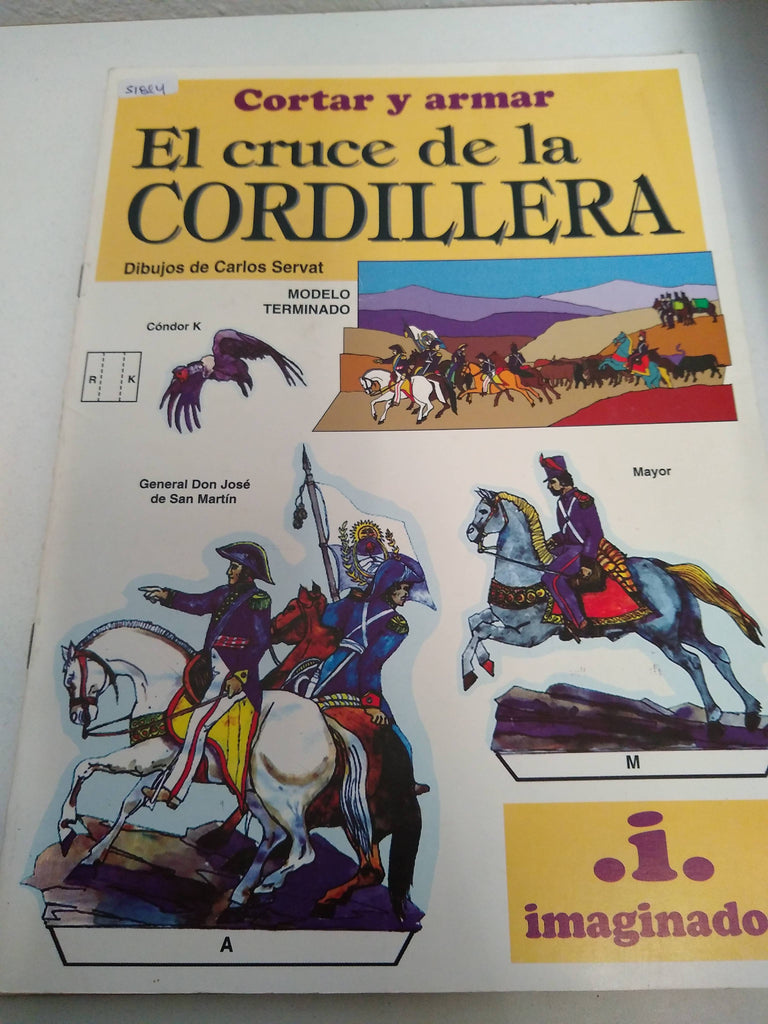 51884
Cortar y armar
El cruce de la
CORDILLERA
Dibujos de Carlos Servat
MODELO
TERMINADO
Cóndor K
R K
General Don José
de San Martín
Mayor
M
A
.i.
imaginado